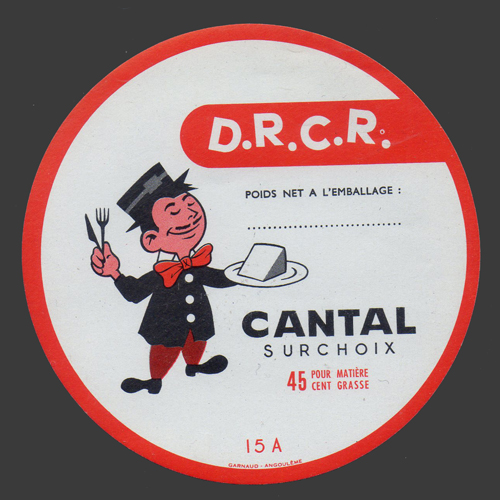 D.R.C.R.
POIDS NET A L'EMBALLAGE :
CANTAL
SURCHOIX
45 POUR MATIÈRE
CENT GRASSE
15 A
GARNAUD - ANGOULÊME